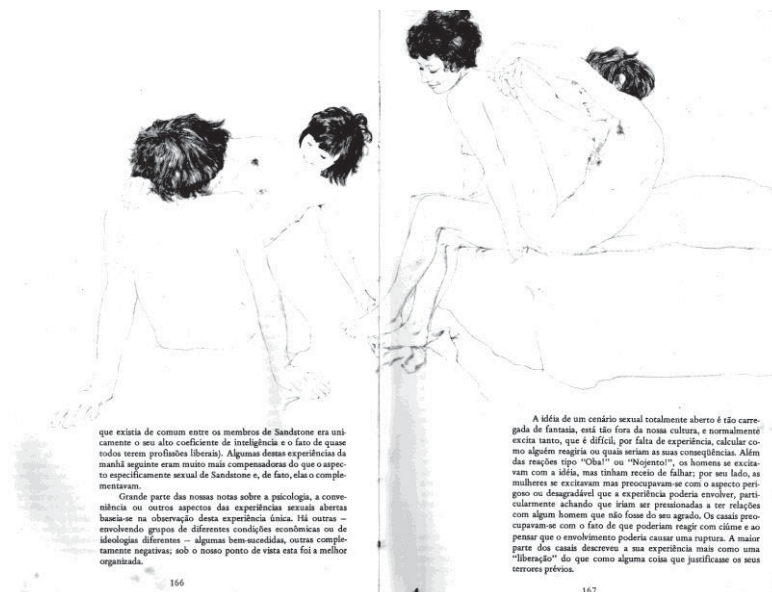 que existia de comum entre os membros de Sandstone era uni-
camente o seu alto coeficiente de inteligência e o fato de quase
todos terem profissões liberais). Algumas destas experiências da
manhã seguinte eram muito mais compensadoras do que o aspec-
to especificamente sexual de Sandstone e, de fato, elas o comple-
mentavam.
Grande parte das nossas notas sobre a psicologia, a conve-
niência ou outros aspectos das experiências sexuais abertas
baseia-se na observação desta experiência única. Há outras —
envolvendo grupos de diferentes condições econômicas ou de
ideologias diferentes — algumas bem-sucedidas, outras comple-
tamente negativas; sob o nosso ponto de vista esta foi a melhor
organizada.
166
A idéia de um cenário sexual totalmente aberto é tão carre-
gada de fantasia, está tão fora da nossa cultura, e normalmente
excita tanto, que é difícil, por falta de experiência, calcular co-
mo alguém reagiria ou quais seriam as suas conseqüências. Além
das reações tipo "Oba!" ou "Nojento!", os homens se excita-
vam com a idéia, mas tinham receio de falhar; por seu lado, as
mulheres se excitavam mas preocupavam-se com o aspecto peri-
goso ou desagradável que a experiência poderia envolver, parti-
cularmente achando que iriam ser pressionadas a ter relações
com algum homem que não fosse do seu agrado. Os casais preo-
cupavam-se com o fato de que poderiam reagir com ciúme e ao
pensar que o envolvimento poderia causar uma ruptura. A maior
parte dos casais descreveu a sua experiência mais como uma
"liberação" do que como alguma coisa que justificasse os seus
terrores prévios.
167